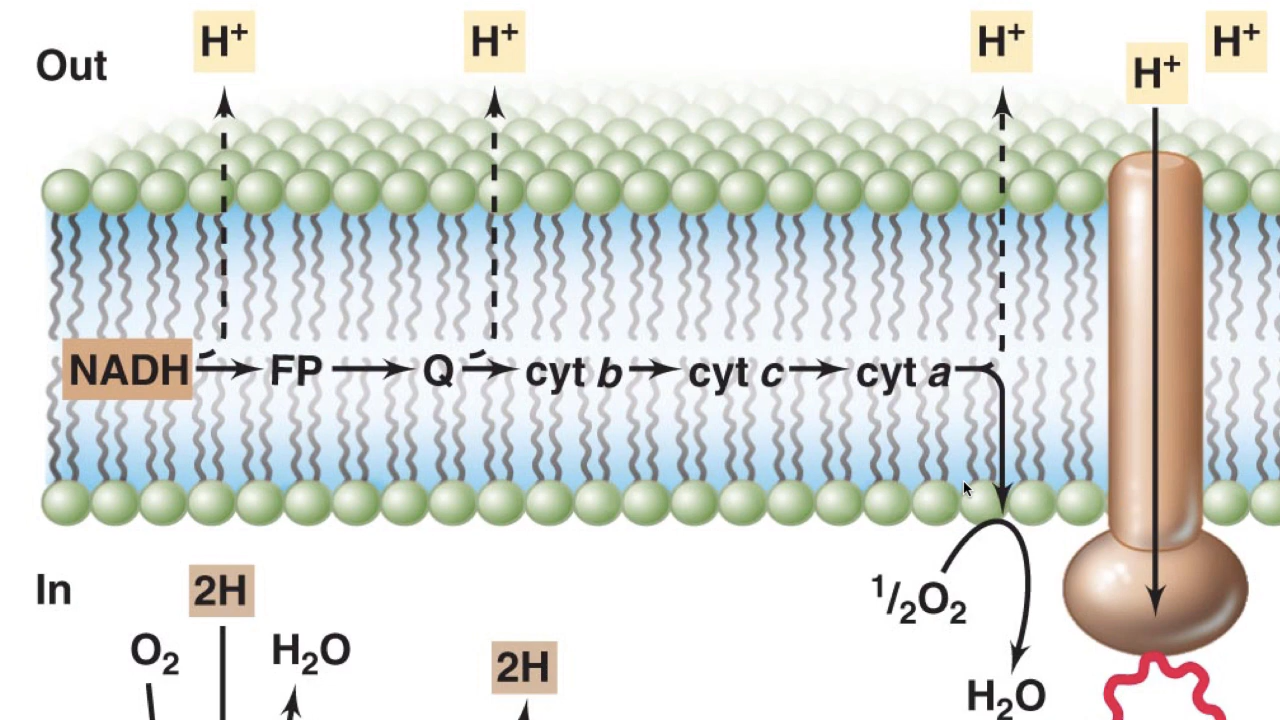 H⁺ H⁺ H⁺ H⁺
Out
H⁺
NADH FP Q cyt b cyt c cyt a
In
2H
½O₂
O₂ H₂O
2H
H₂O